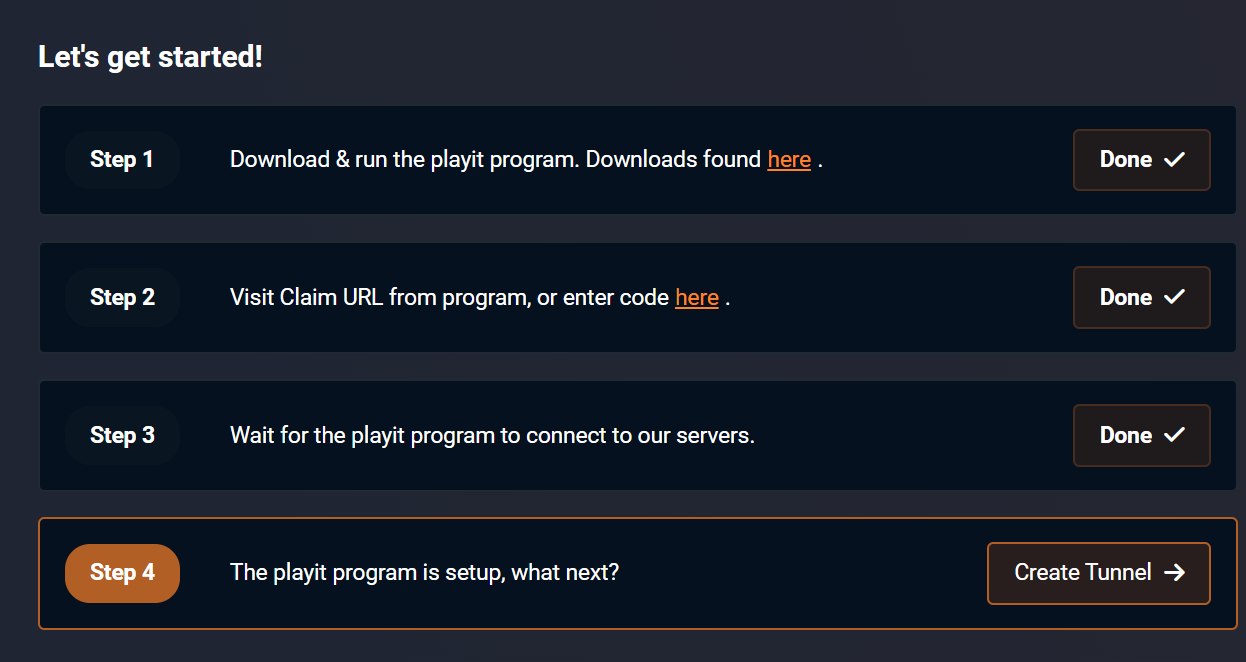 Let's get started!
Step 1 Download & run the playit program. Downloads found here . Done
Step 2 Visit Claim URL from program, or enter code here . Done
Step 3 Wait for the playit program to connect to our servers. Done
Step 4 The playit program is setup, what next? Create Tunnel